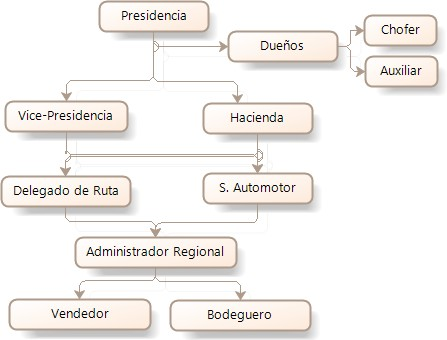 Presidencia
Dueños
Chofer
Auxiliar
Vice-Presidencia
Hacienda
Delegado de Ruta
S. Automotor
Administrador Regional
Vendedor
Bodeguero